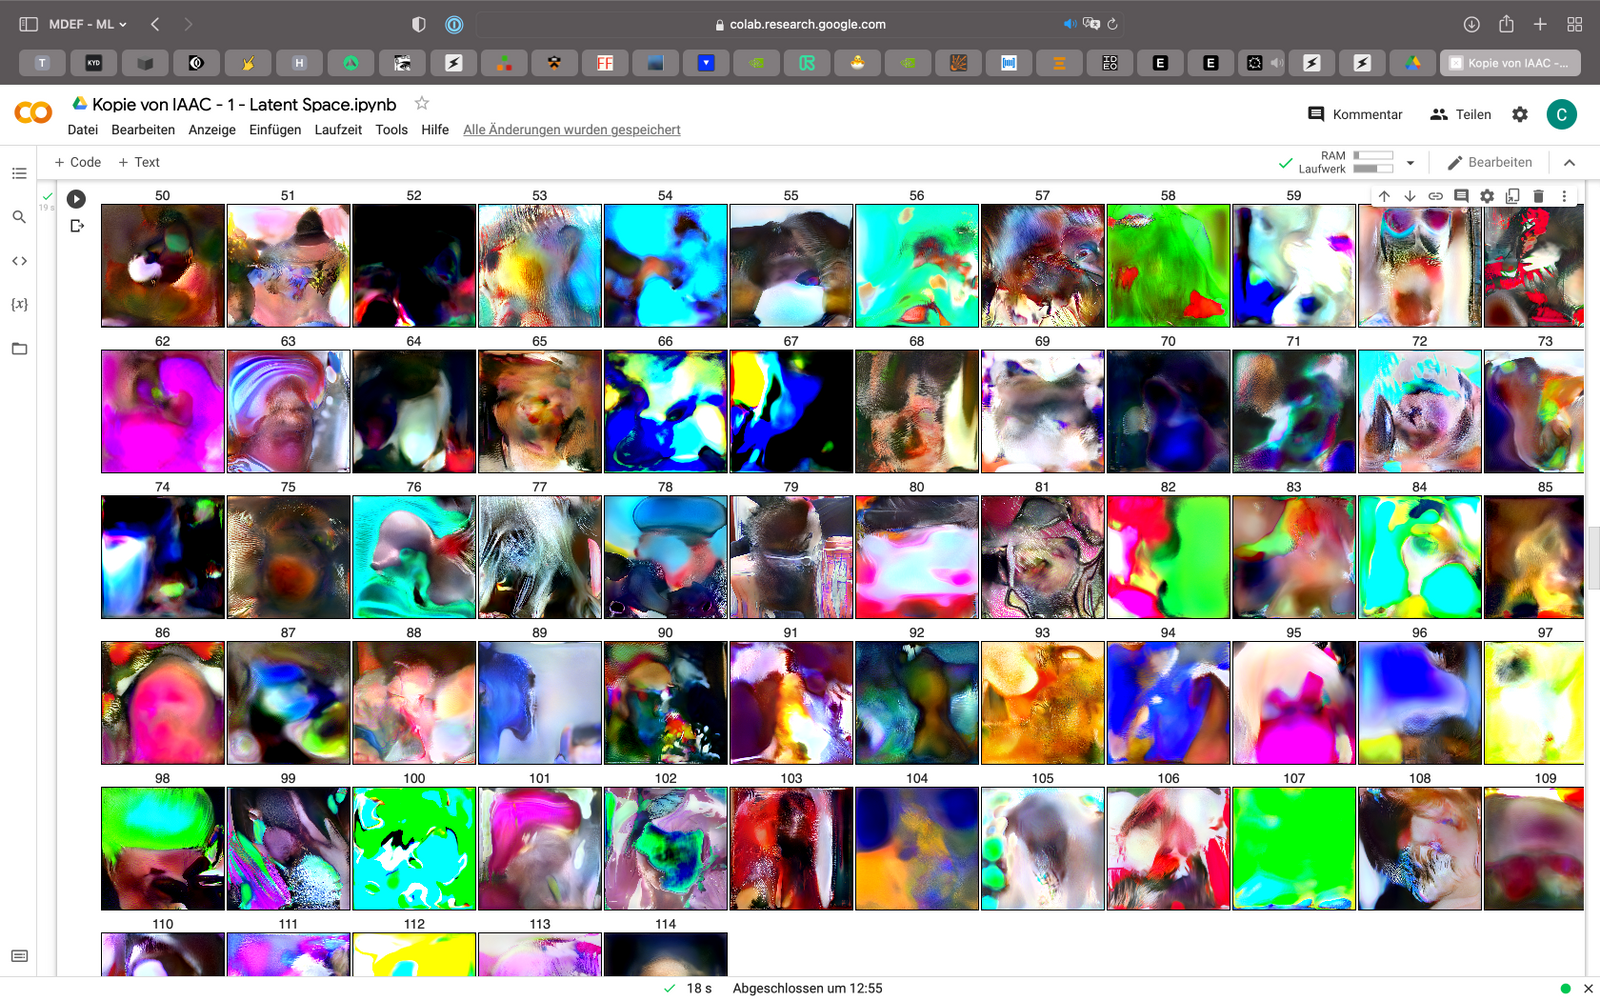 MDEF - ML
colab.research.google.com
T
KYD
H
FF
IDEO
E
E
Kopie von IAAC -...
CO
Kopie von IAAC - 1 - Latent Space.ipynb
Datei Bearbeiten Anzeige Einfügen Laufzeit Tools Hilfe Alle Änderungen wurden gespeichert
Kommentar
Teilen
C
+ Code + Text
RAM
Laufwerk
Bearbeiten
19 s
{x}
50 51 52 53 54 55 56 57 58 59
62 63 64 65 66 67 68 69 70 71 72 73
74 75 76 77 78 79 80 81 82 83 84 85
86 87 88 89 90 91 92 93 94 95 96 97
98 99 100 101 102 103 104 105 106 107 108 109
110 111 112 113 114
18 s Abgeschlossen um 12:55